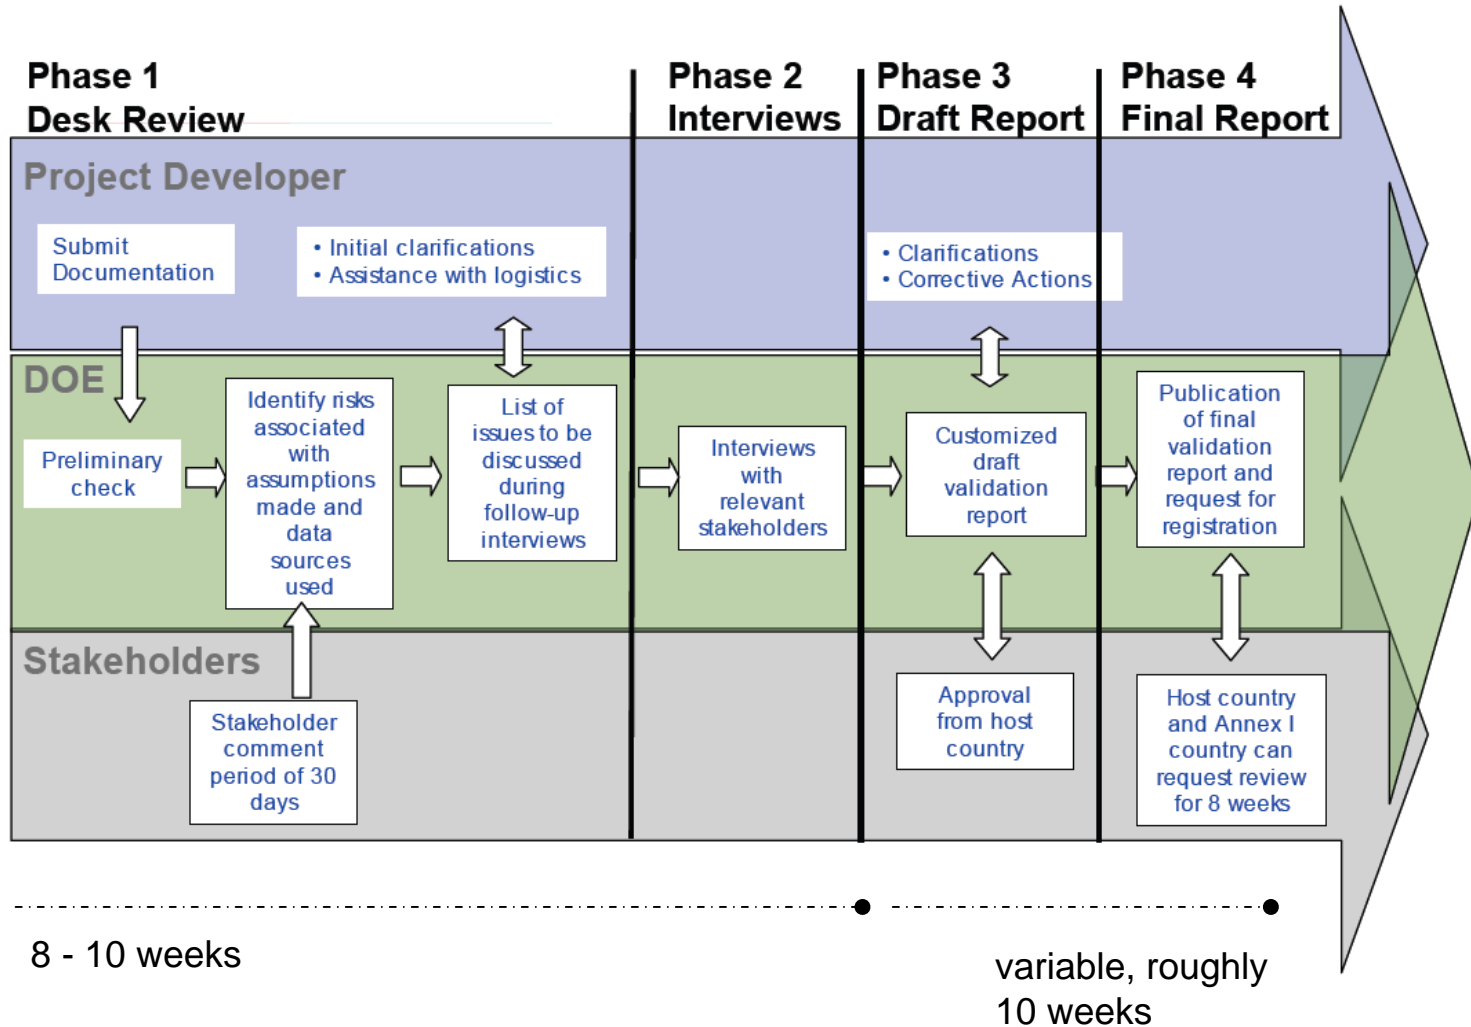 Phase 1
Desk Review
Phase 2
Interviews
Phase 3
Draft Report
Phase 4
Final Report
Project Developer
Submit
Documentation
• Initial clarifications
• Assistance with logistics
• Clarifications
• Corrective Actions
DOE
Preliminary
check
Identify risks
associated
with
assumptions
made and
data
sources
used
List of
issues to be
discussed
during
follow-up
interviews
Interviews
with
relevant
stakeholders
Customized
draft
validation
report
Publication
of final
validation
report and
request for
registration
Stakeholders
Stakeholder
comment
period of 30
days
Approval
from host
country
Host country
and Annex I
country can
request review
for 8 weeks
8 - 10 weeks
variable, roughly
10 weeks